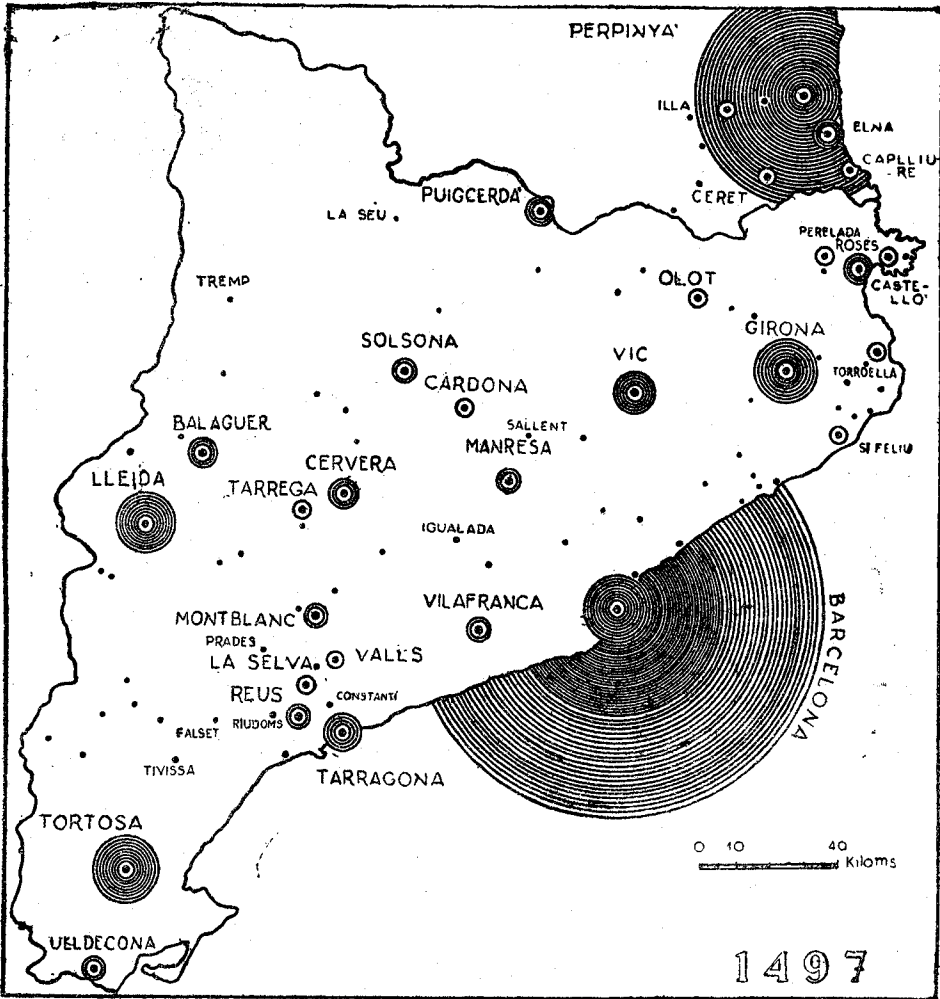 PERPINYA'
ILLA
ELNA
CAPLLIU-
RE
CERET
PUIGCERDA'
LA SEU
PERELADA
ROSES
CASTE-
LLO'
TREMP
OLOT
GIRONA
SOLSONA
VIC
TORROELLA
CARDONA
SALLENT
BALAGUER
MANRESA
ST FELIU
CERVERA
LLEIDA
TARREGA
IGUALADA
BARCELONA
VILAFRANCA
MONTBLANC
PRADES
VALLS
LA SELVA
REUS
CONSTANTÍ
RIUDOMS
FALSET
TIVISSA
TARRAGONA
TORTOSA
0 10 40
Kiloms
ULLDECONA
1497